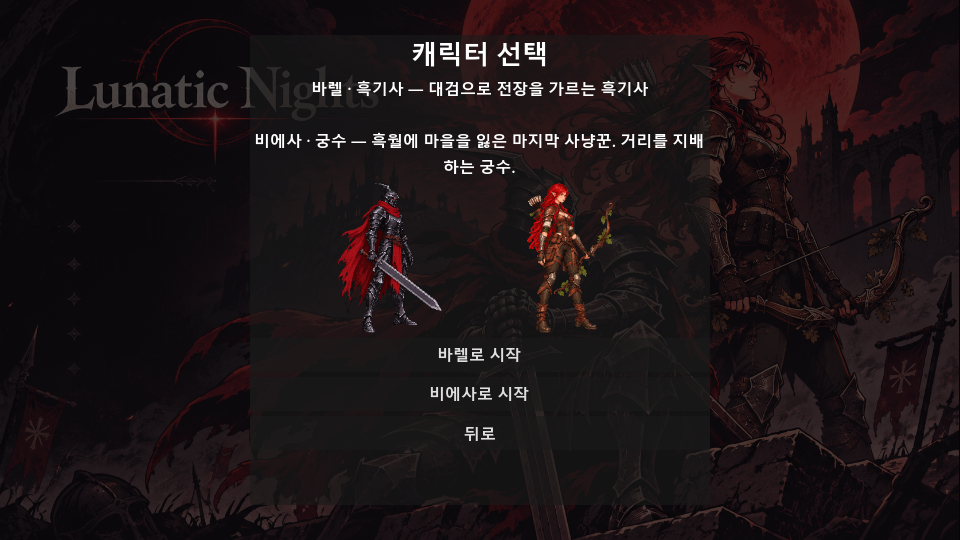 캐릭터 선택
Lunatic Nights
바렐 · 흑기사 — 대검으로 전장을 가르는 흑기사
비에사 · 궁수 — 흑월에 마을을 잃은 마지막 사냥꾼. 거리를 지배
하는 궁수.
바렐로 시작
비에사로 시작
뒤로